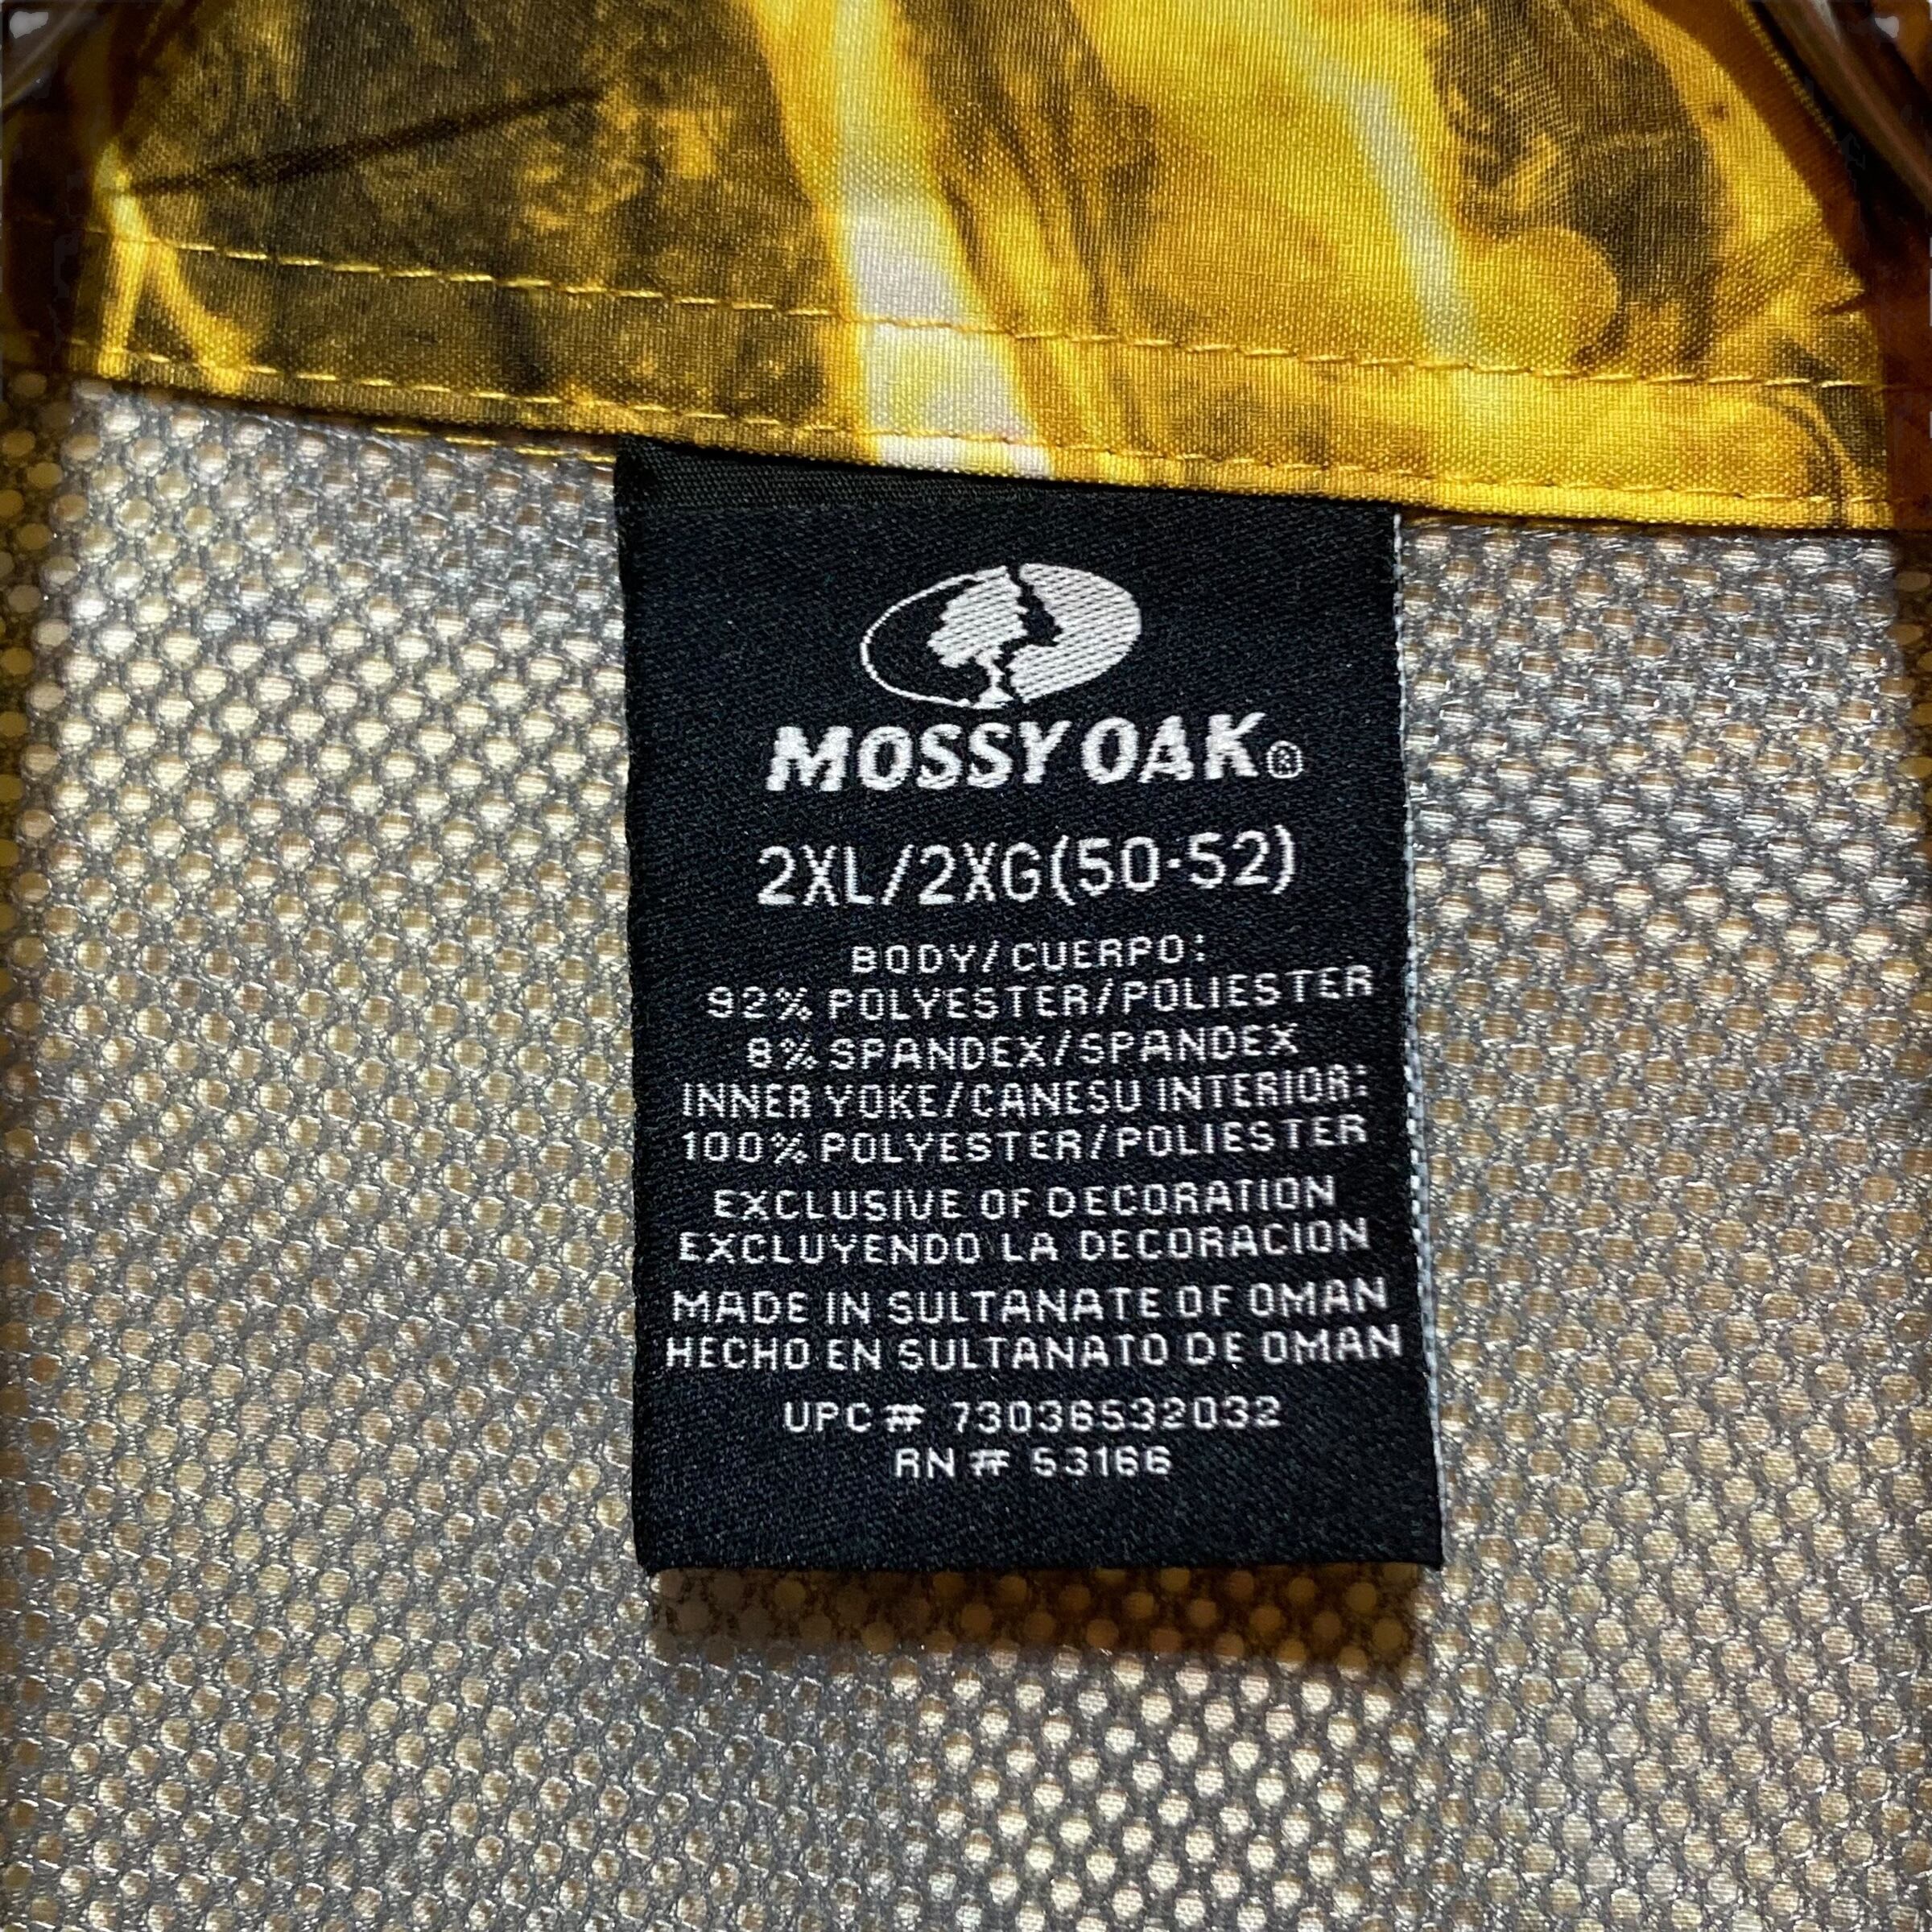 MOSSY OAK®
2XL/2XG(50-52)
BODY/CUERPO:
92% POLYESTER/POLIESTER
8% SPANDEX/SPANDEX
INNER YOKE/CANESU INTERIOR:
100% POLYESTER/POLIESTER
EXCLUSIVE OF DECORATION
EXCLUYENDO LA DECORACION
MADE IN SULTANATE OF OMAN
HECHO EN SULTANATO DE OMAN
UPC # 73036532032
RN # 53166